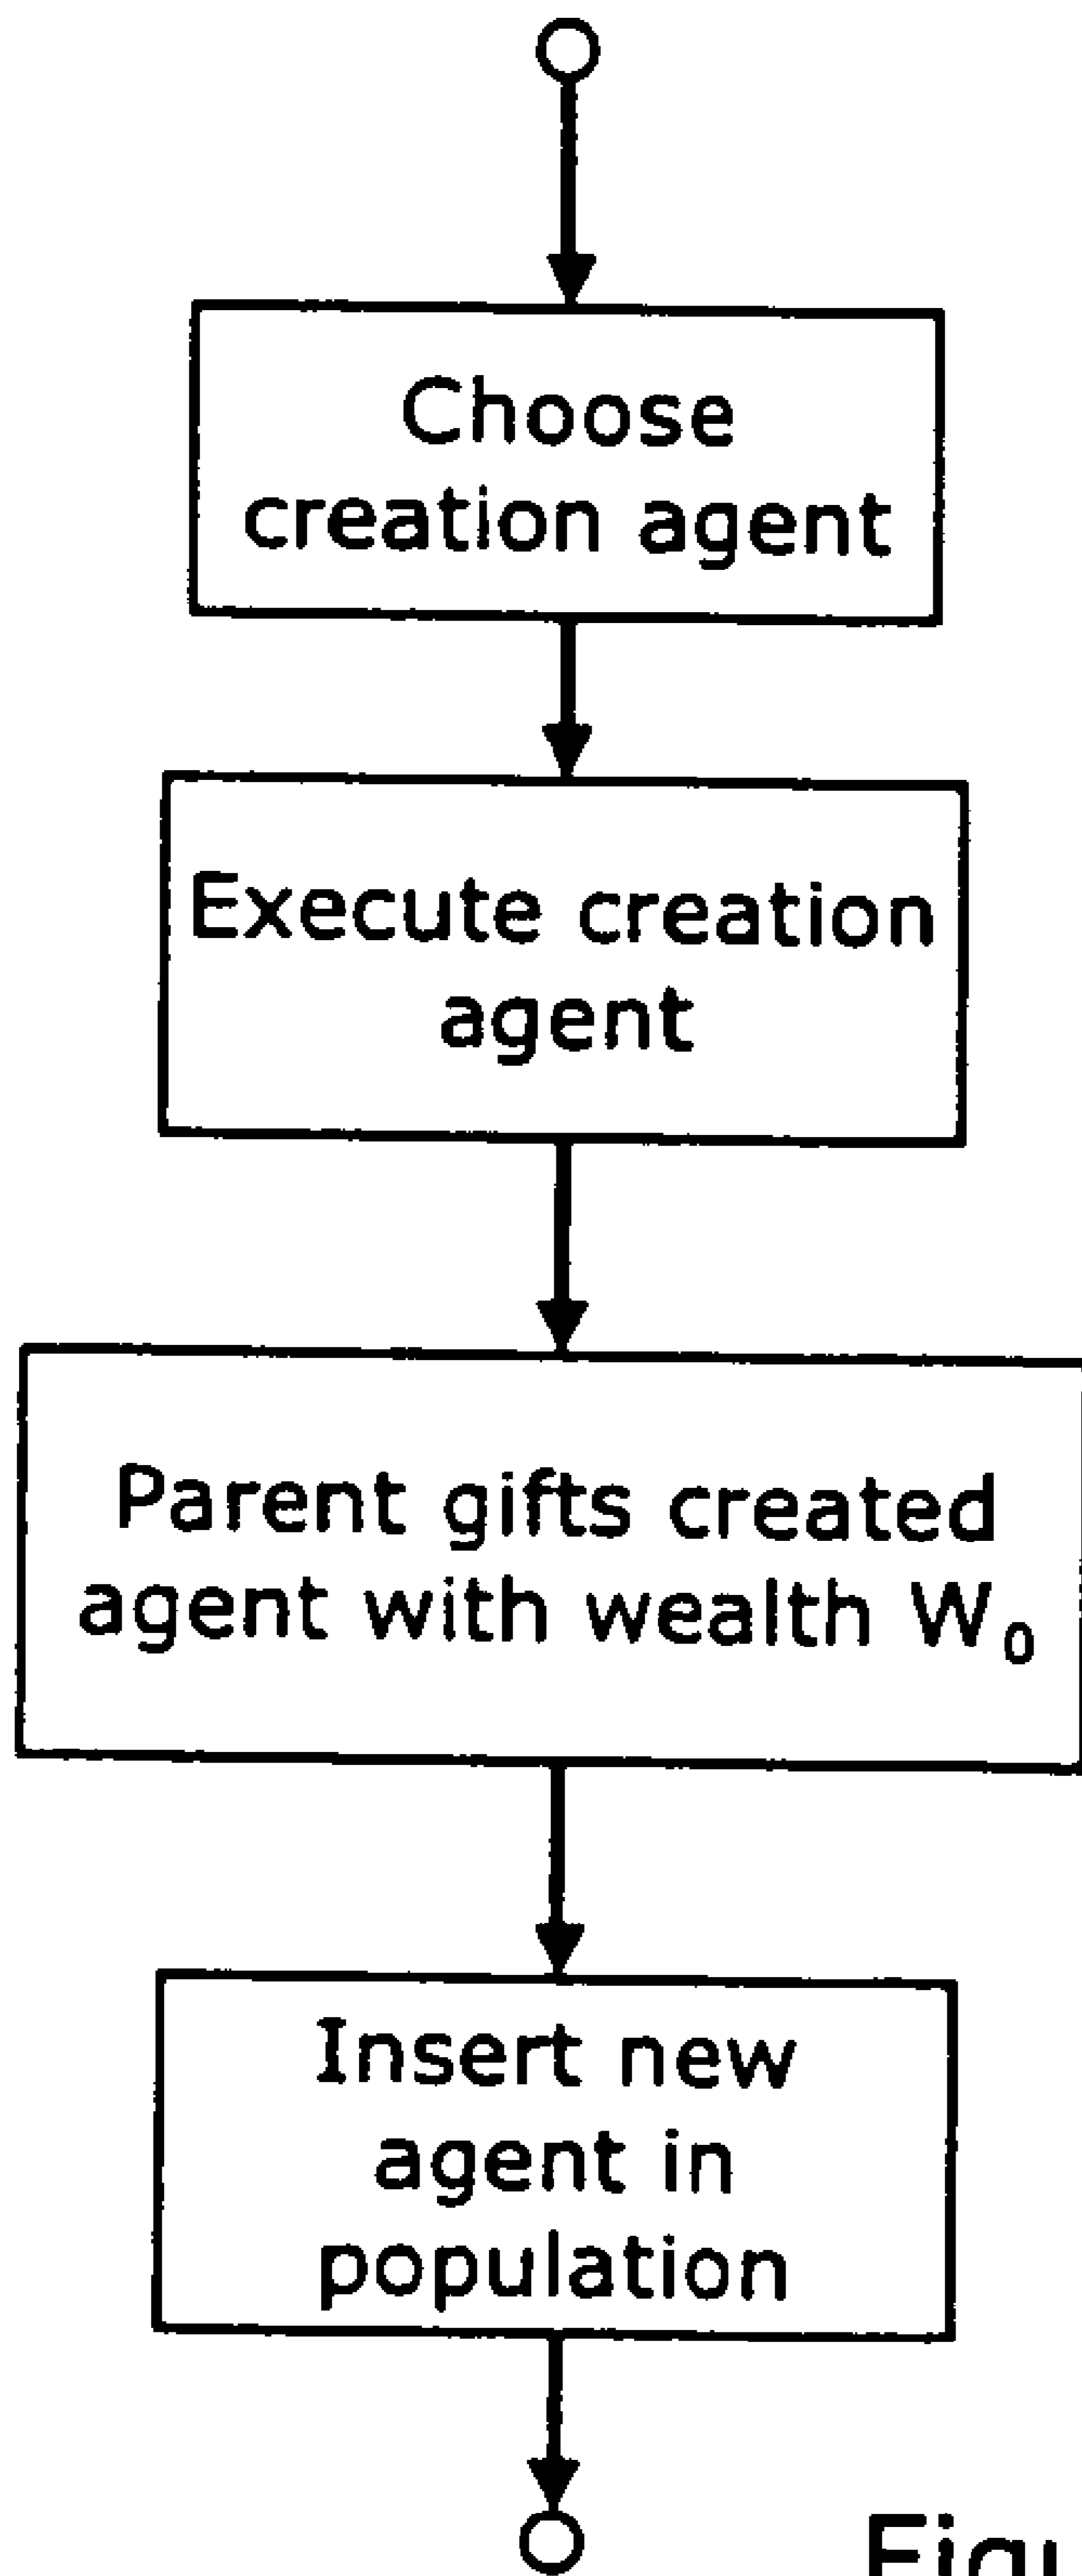 Choose
creation agent
Execute creation
agent
Parent gifts created
agent with wealth W₀
Insert new
agent in
population